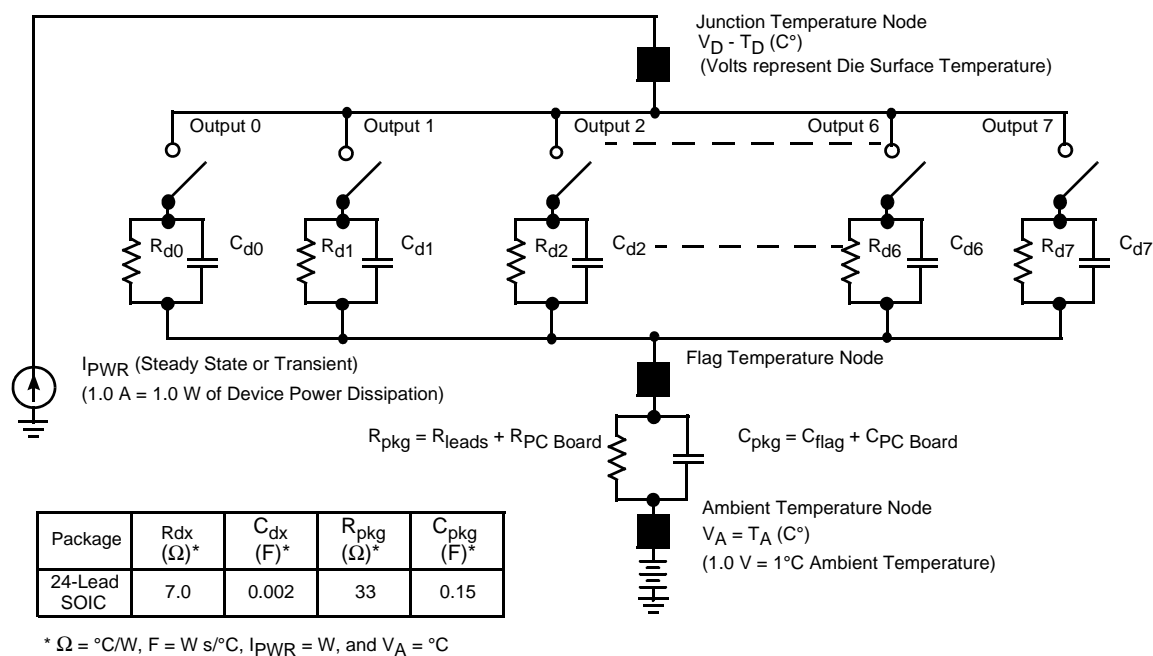 Junction Temperature Node
VD - TD (C°)
(Volts represent Die Surface Temperature)
Output 0
Output 1
Output 2
Output 6
Output 7
Rd0
Cd0
Rd1
Cd1
Rd2
Cd2
Rd6
Cd6
Rd7
Cd7
IPWR (Steady State or Transient)
(1.0 A = 1.0 W of Device Power Dissipation)
Flag Temperature Node
Rpkg = Rleads + RPC Board
Cpkg = Cflag + CPC Board
Ambient Temperature Node
VA = TA (C°)
(1.0 V = 1°C Ambient Temperature)
Package Rdx (Ω)* Cdx (F)* Rpkg (Ω)* Cpkg (F)*
24-Lead SOIC 7.0 0.002 33 0.15
* Ω = °C/W, F = W s/°C, IPWR = W, and VA = °C